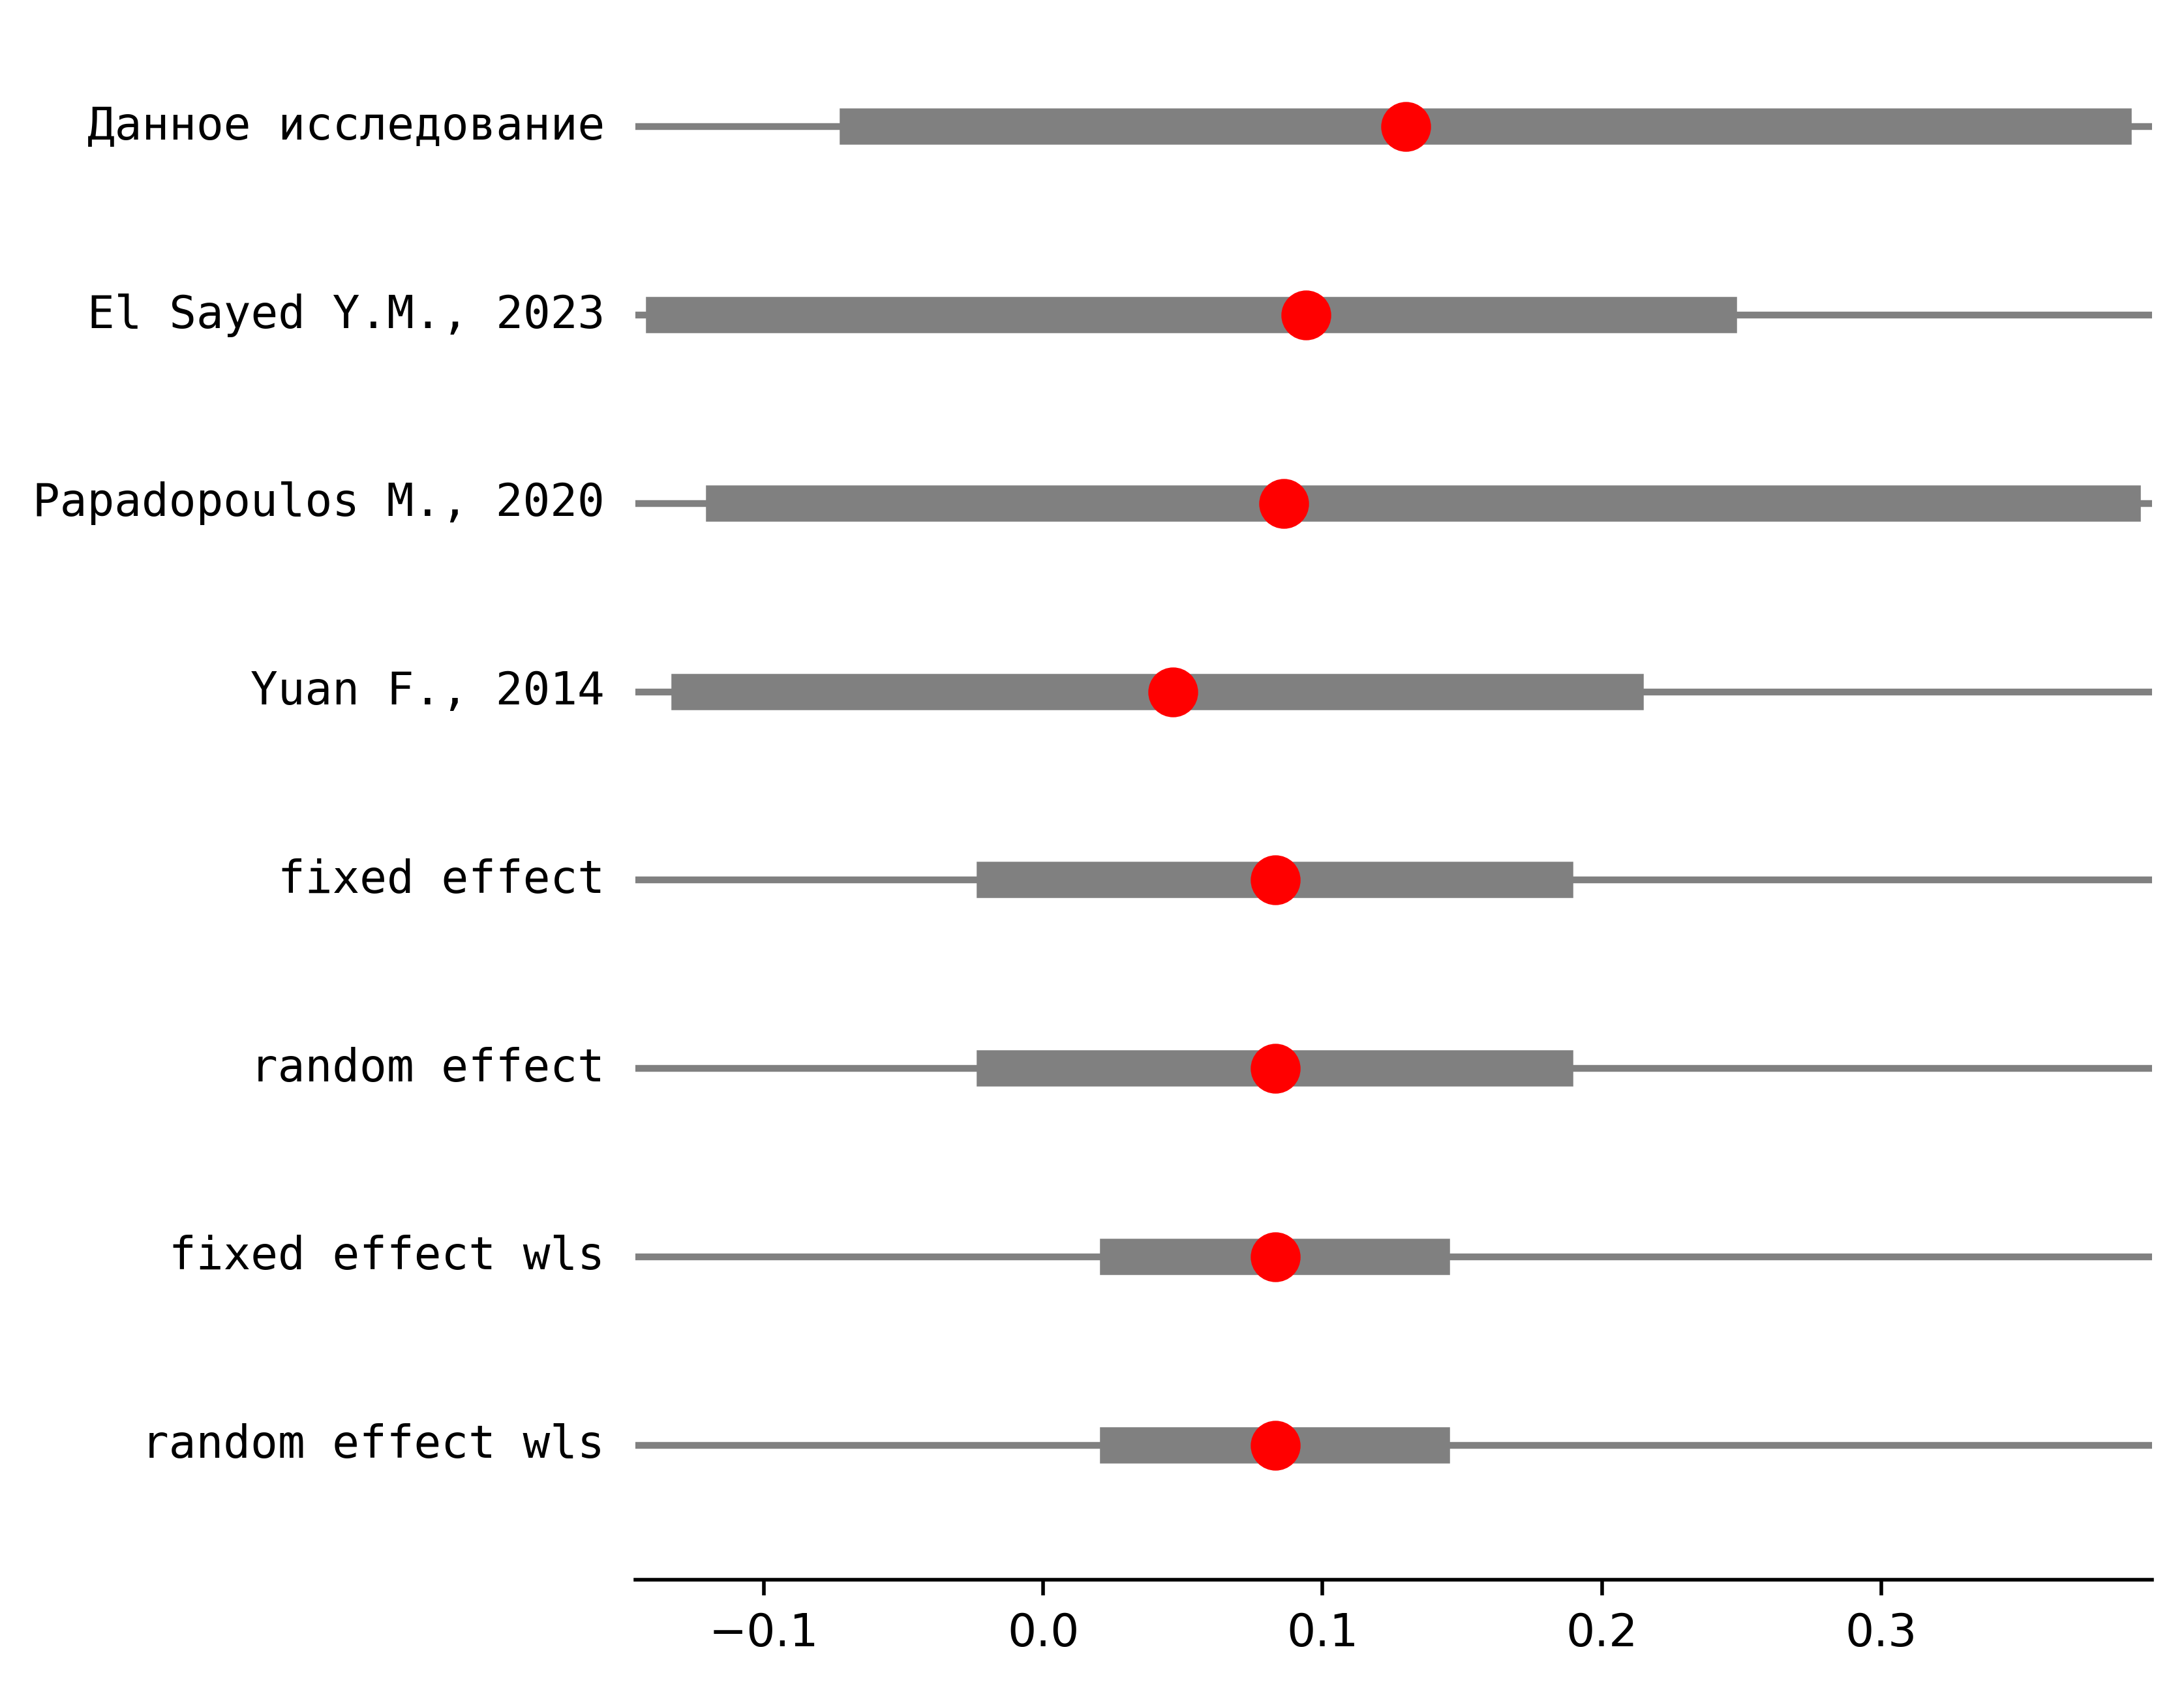 Данное исследование
El Sayed Y.M., 2023
Papadopoulos M., 2020
Yuan F., 2014
fixed effect
random effect
fixed effect wls
random effect wls
−0.1 0.0 0.1 0.2 0.3